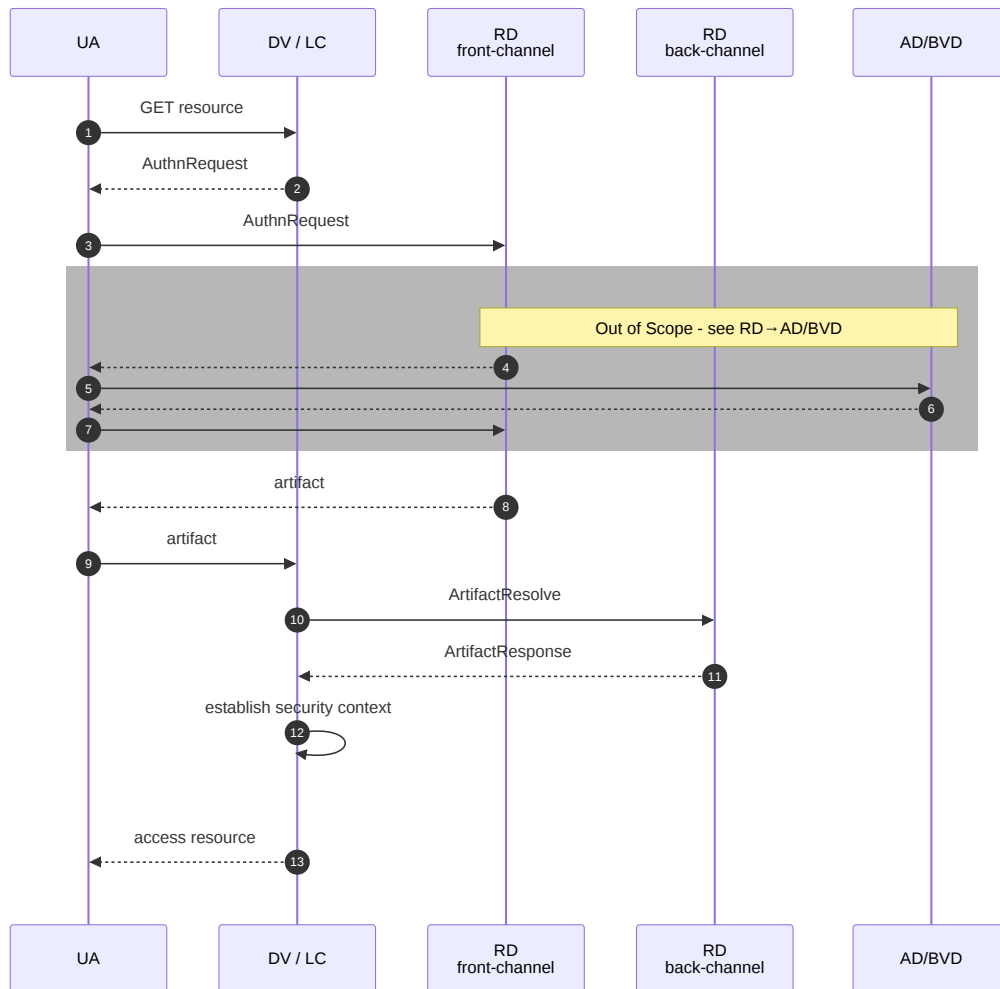 UA
DV / LC
RD
front-channel
RD
back-channel
AD/BVD
GET resource
1
AuthnRequest
2
AuthnRequest
3
Out of Scope - see RD→AD/BVD
4
5
6
7
artifact
8
artifact
9
ArtifactResolve
10
ArtifactResponse
11
establish security context
12
access resource
13
UA
DV / LC
RD
front-channel
RD
back-channel
AD/BVD